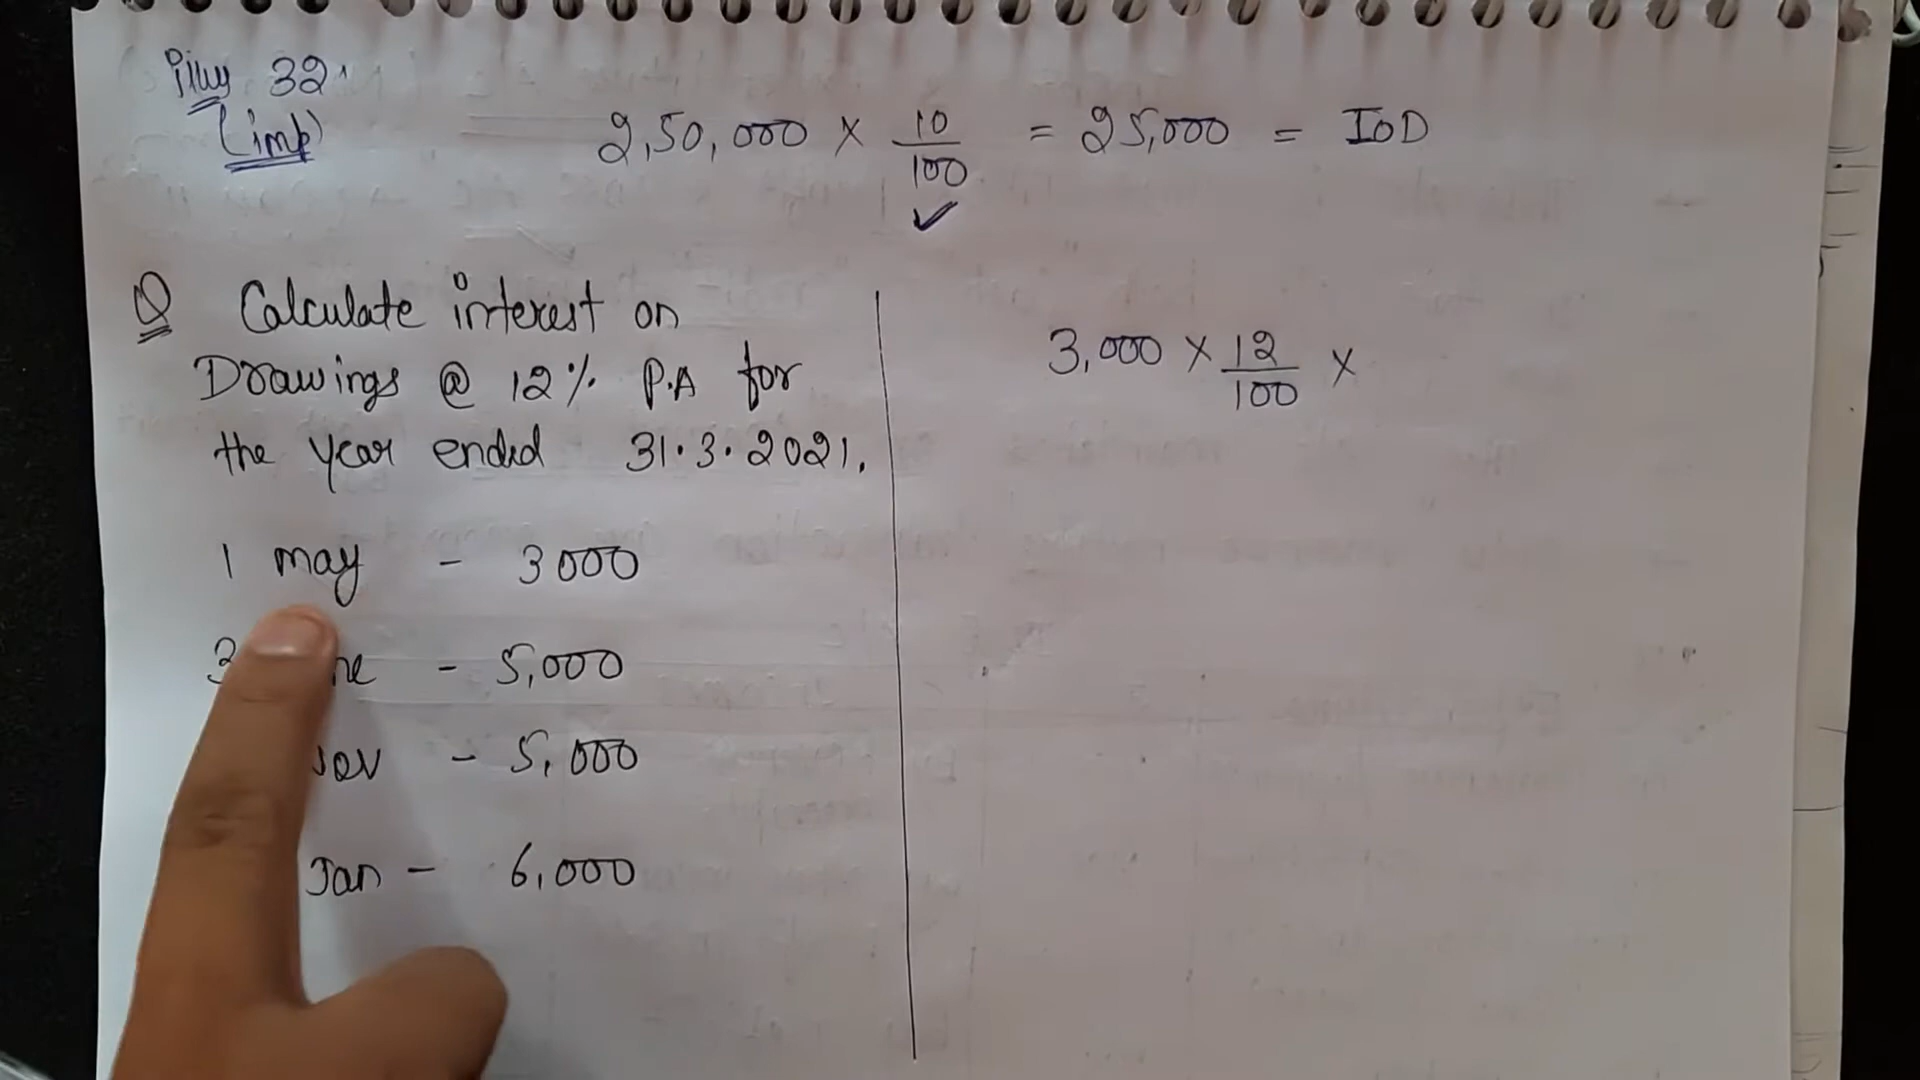 illus 32
(imp)
2,50,000 × 10/100 = 25,000 = IOD
✓
Q Calculate interest on
Drawings @ 12% P.A for
the year ended 31.3.2021.
1 may - 3000
- 5,000
- 5,000
Jan - 6,000
3,000 × 12/100 ×